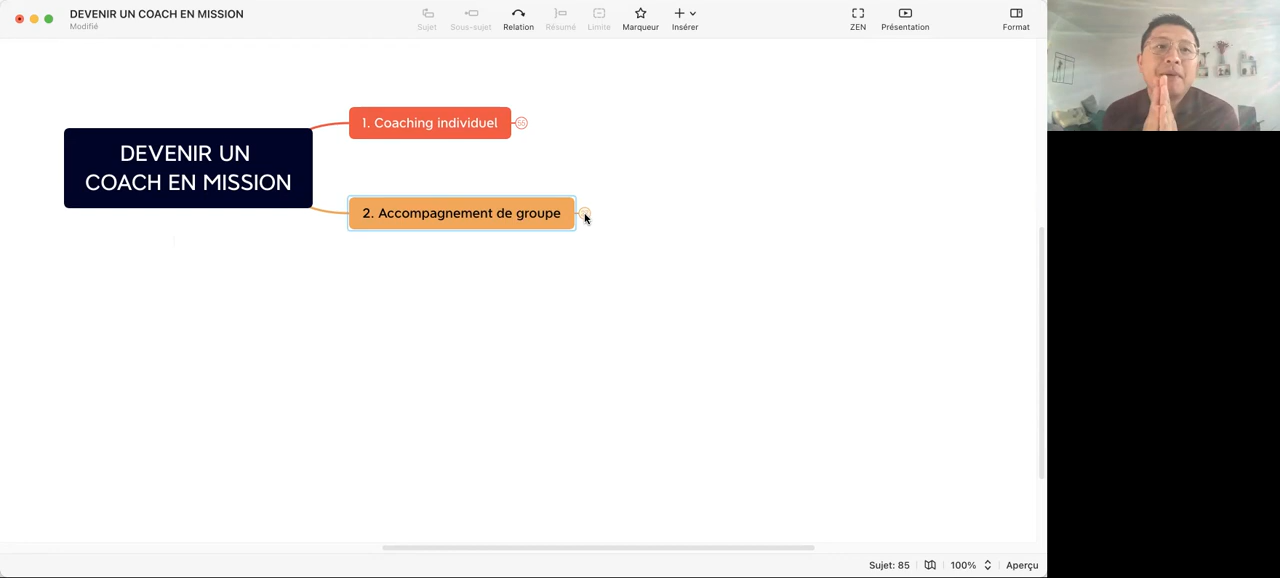 DEVENIR UN COACH EN MISSION
Modifié
Sujet
Sous-sujet
Relation
Résumé
Limite
Marqueur
Insérer
ZEN
Présentation
Format
DEVENIR UN
COACH EN MISSION
1. Coaching individuel
55
2. Accompagnement de groupe
Sujet: 85
100%
Aperçu